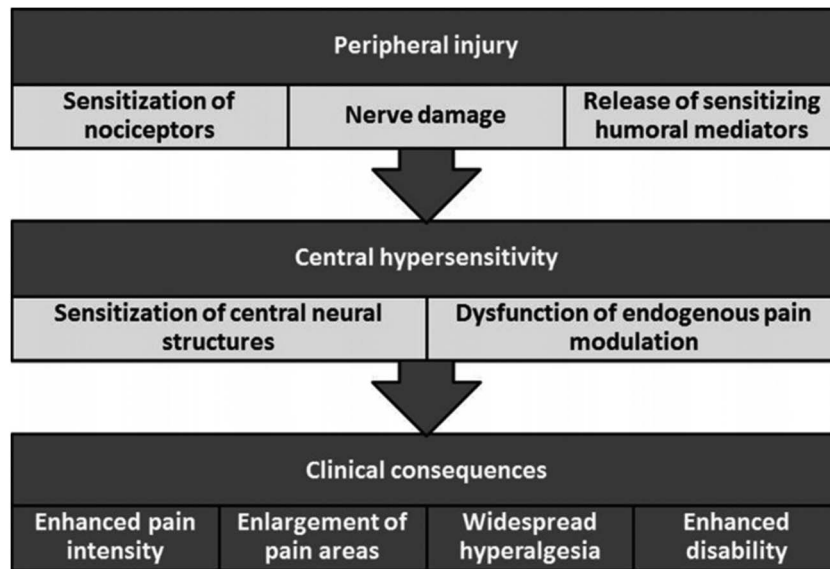 Peripheral injury
Sensitization of
nociceptors
Nerve damage
Release of sensitizing
humoral mediators
Central hypersensitivity
Sensitization of central neural
structures
Dysfunction of endogenous pain
modulation
Clinical consequences
Enhanced pain
intensity
Enlargement of
pain areas
Widespread
hyperalgesia
Enhanced
disability